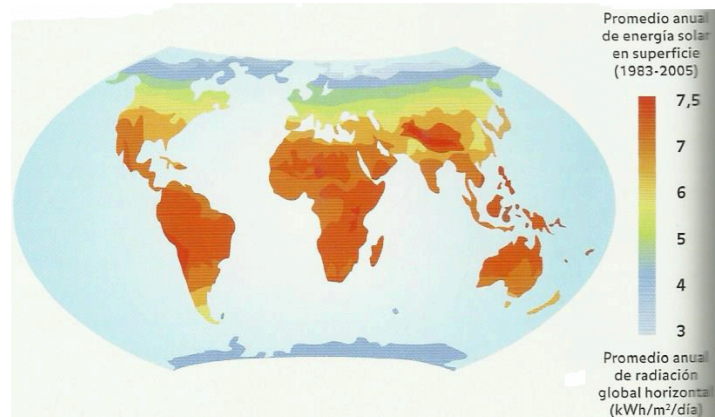 Promedio anual
de energía solar
en superficie
(1983-2005)
7,5
7
6
5
4
3
Promedio anual
de radiación
global horizontal
(kWh/m²/día)